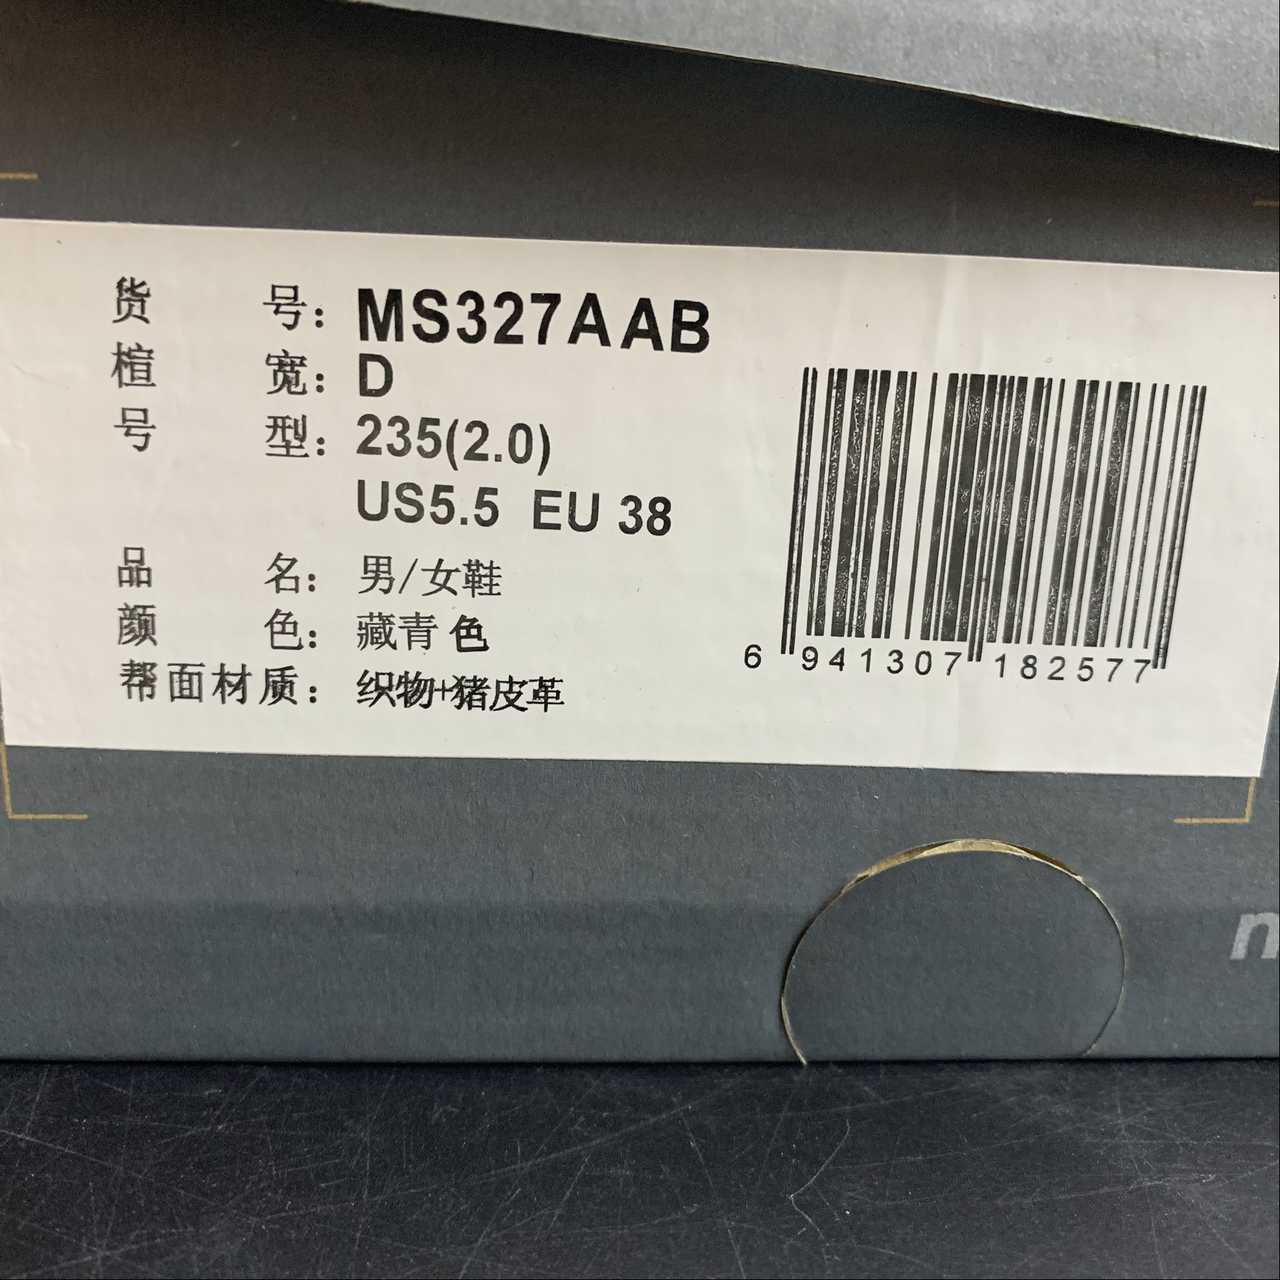 货 号： MS327AAB
楦 宽： D
号 型： 235(2.0)
US5.5 EU 38
品 名： 男/女鞋
颜 色： 藏青色
帮面材质： 织物+猪皮革
6 941307 182577
n